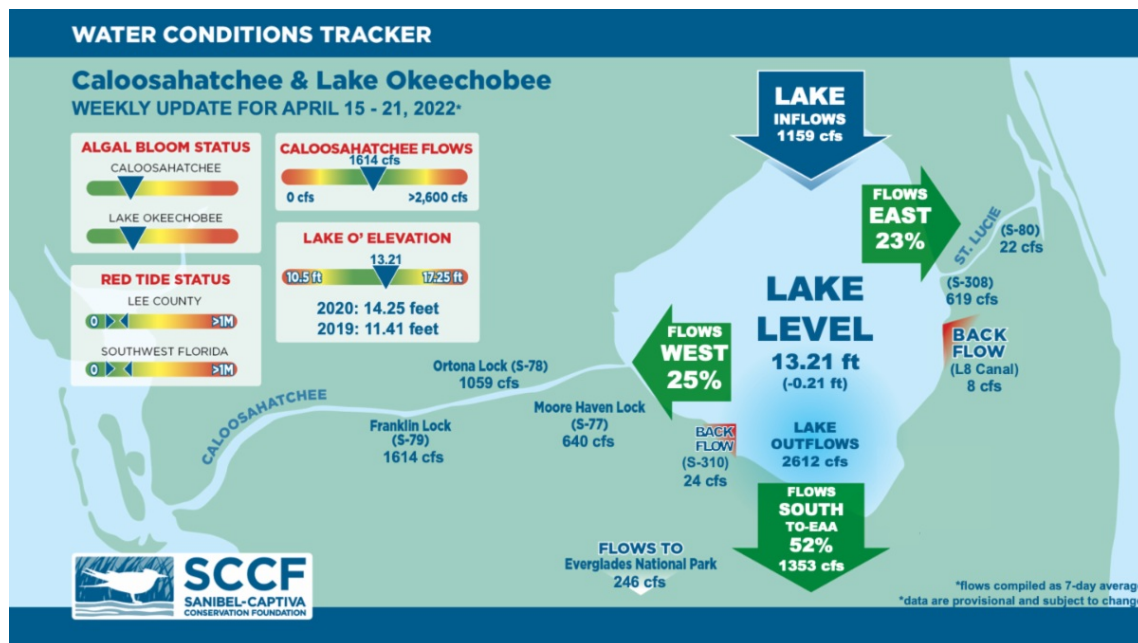 WATER CONDITIONS TRACKER
Caloosahatchee & Lake Okeechobee
WEEKLY UPDATE FOR APRIL 15 - 21, 2022*
ALGAL BLOOM STATUS
CALOOSAHATCHEE
LAKE OKEECHOBEE
RED TIDE STATUS
LEE COUNTY
0
>1M
SOUTHWEST FLORIDA
0
>1M
CALOOSAHATCHEE FLOWS
1614 cfs
0 cfs
>2,600 cfs
LAKE O' ELEVATION
13.21
10.5 ft
17.25 ft
2020: 14.25 feet
2019: 11.41 feet
LAKE
INFLOWS
1159 cfs
FLOWS
EAST
23%
ST. LUCIE
(S-80)
22 cfs
(S-308)
619 cfs
BACK
FLOW
(L8 Canal)
8 cfs
LAKE
LEVEL
13.21 ft
(-0.21 ft)
FLOWS
WEST
25%
CALOOSAHATCHEE
Ortona Lock (S-78)
1059 cfs
Franklin Lock
(S-79)
1614 cfs
Moore Haven Lock
(S-77)
640 cfs
BACK
FLOW
(S-310)
24 cfs
LAKE
OUTFLOWS
2612 cfs
FLOWS
SOUTH
TO-EAA
52%
1353 cfs
FLOWS TO
Everglades National Park
246 cfs
SCCF
SANIBEL-CAPTIVA
CONSERVATION FOUNDATION
*flows compiled as 7-day average
*data are provisional and subject to change